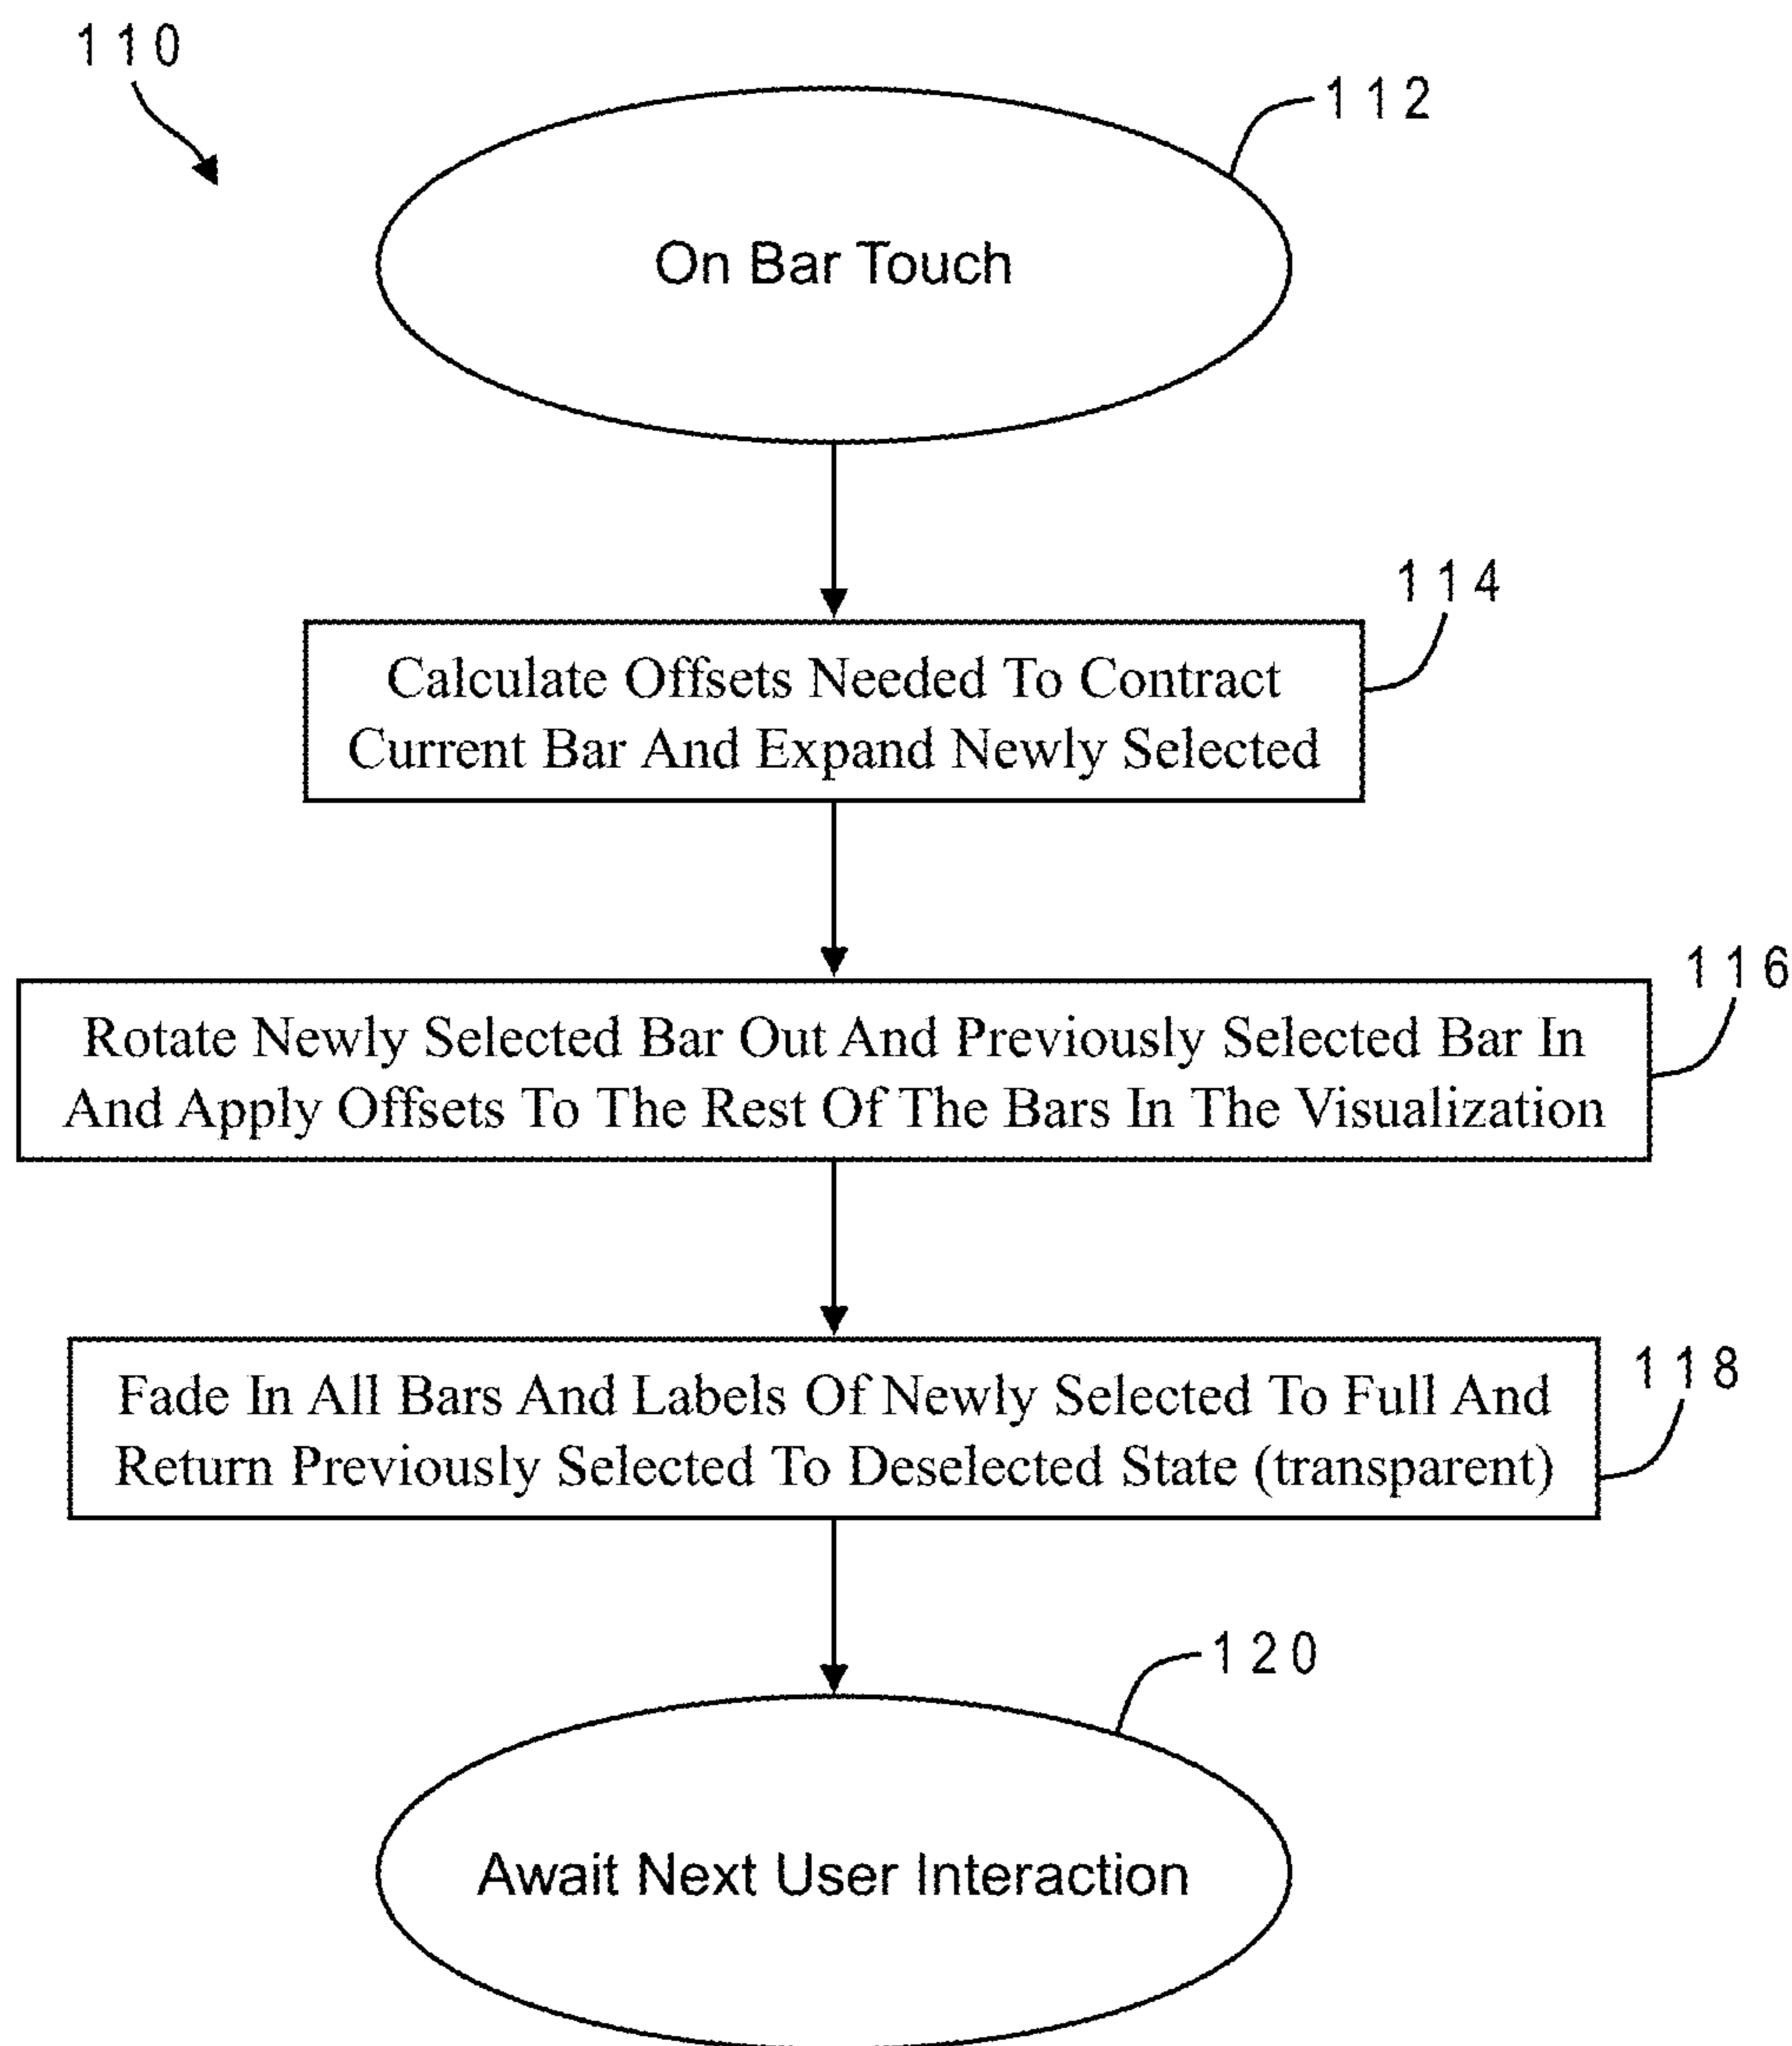 110
112
On Bar Touch
114
Calculate Offsets Needed To Contract
Current Bar And Expand Newly Selected
116
Rotate Newly Selected Bar Out And Previously Selected Bar In
And Apply Offsets To The Rest Of The Bars In The Visualization
118
Fade In All Bars And Labels Of Newly Selected To Full And
Return Previously Selected To Deselected State (transparent)
120
Await Next User Interaction